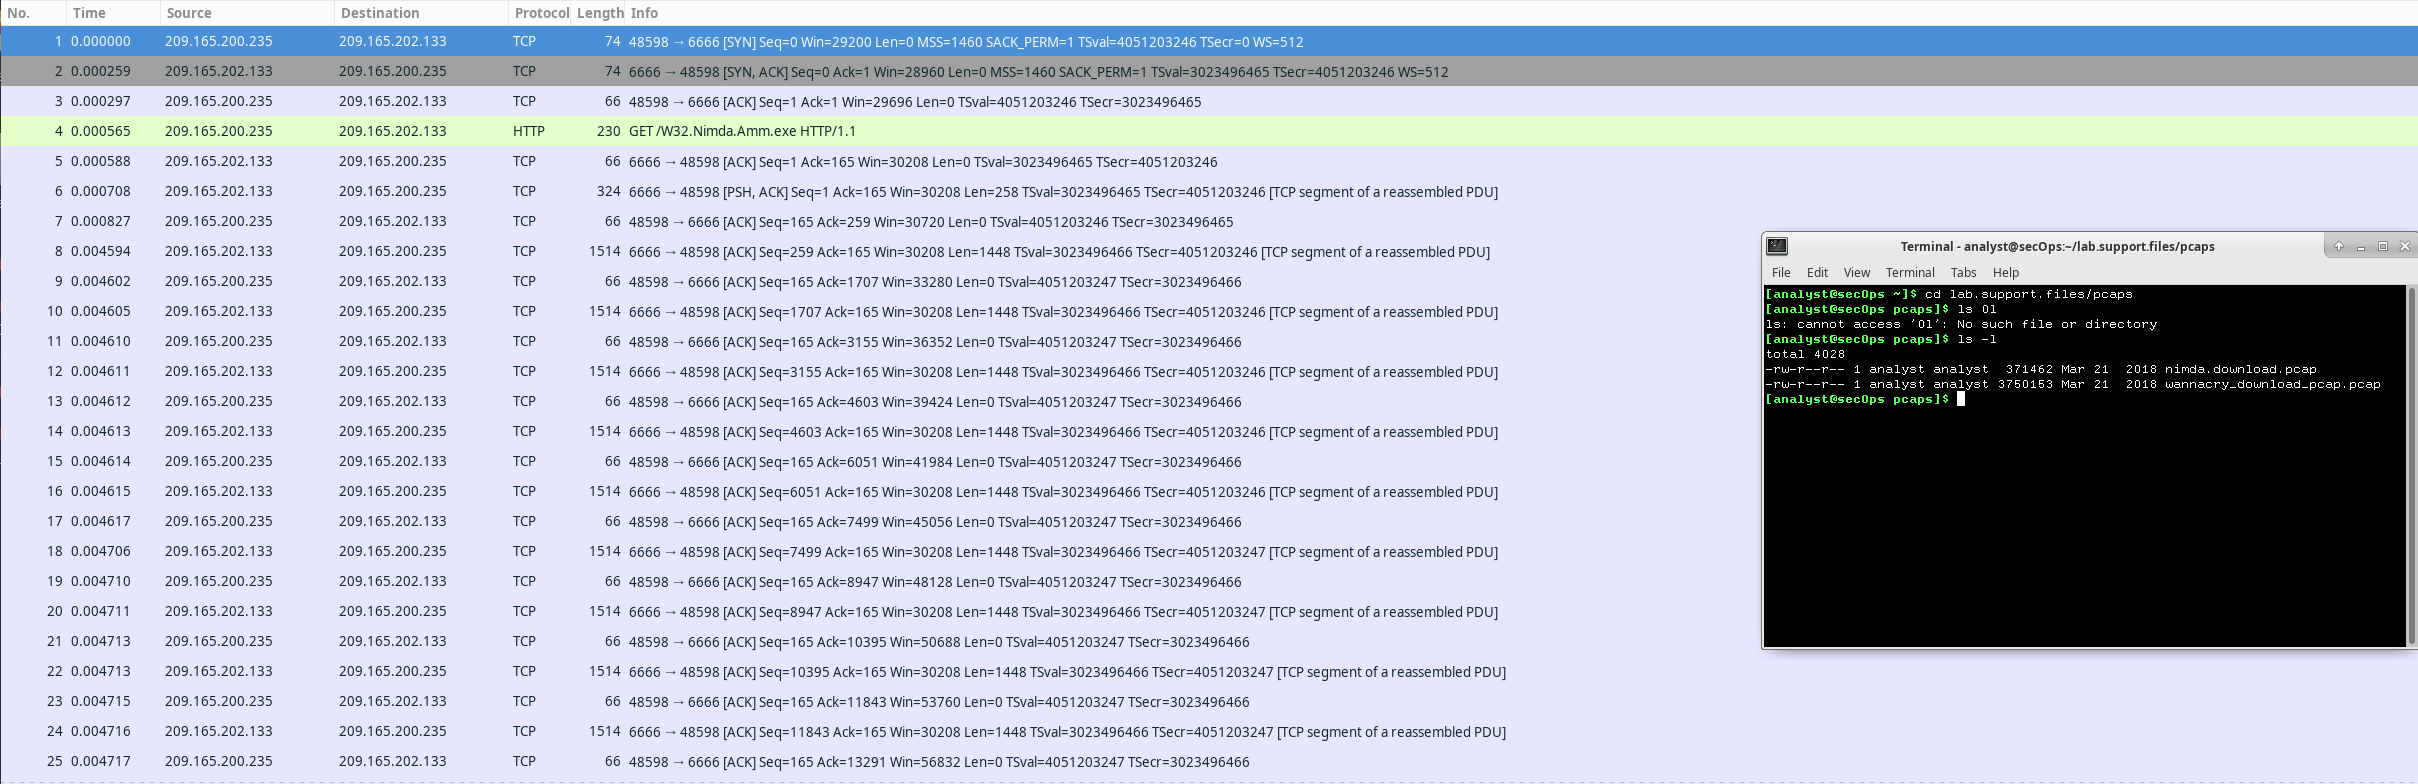 No. Time Source Destination Protocol Length Info
1 0.000000 209.165.200.235 209.165.202.133 TCP 74 48598 → 6666 [SYN] Seq=0 Win=29200 Len=0 MSS=1460 SACK_PERM=1 TSval=4051203246 TSecr=0 WS=512
2 0.000259 209.165.202.133 209.165.200.235 TCP 74 6666 → 48598 [SYN, ACK] Seq=0 Ack=1 Win=28960 Len=0 MSS=1460 SACK_PERM=1 TSval=3023496465 TSecr=4051203246 WS=512
3 0.000297 209.165.200.235 209.165.202.133 TCP 66 48598 → 6666 [ACK] Seq=1 Ack=1 Win=29696 Len=0 TSval=4051203246 TSecr=3023496465
4 0.000565 209.165.200.235 209.165.202.133 HTTP 230 GET /W32.Nimda.Amm.exe HTTP/1.1
5 0.000588 209.165.202.133 209.165.200.235 TCP 66 6666 → 48598 [ACK] Seq=1 Ack=165 Win=30208 Len=0 TSval=3023496465 TSecr=4051203246
6 0.000708 209.165.202.133 209.165.200.235 TCP 324 6666 → 48598 [PSH, ACK] Seq=1 Ack=165 Win=30208 Len=258 TSval=3023496465 TSecr=4051203246 [TCP segment of a reassembled PDU]
7 0.000827 209.165.200.235 209.165.202.133 TCP 66 48598 → 6666 [ACK] Seq=165 Ack=259 Win=30720 Len=0 TSval=4051203246 TSecr=3023496465
8 0.004594 209.165.202.133 209.165.200.235 TCP 1514 6666 → 48598 [ACK] Seq=259 Ack=165 Win=30208 Len=1448 TSval=3023496466 TSecr=4051203246 [TCP segment of a reassembled PDU]
9 0.004602 209.165.200.235 209.165.202.133 TCP 66 48598 → 6666 [ACK] Seq=165 Ack=1707 Win=33280 Len=0 TSval=4051203247 TSecr=3023496466
10 0.004605 209.165.202.133 209.165.200.235 TCP 1514 6666 → 48598 [ACK] Seq=1707 Ack=165 Win=30208 Len=1448 TSval=3023496466 TSecr=4051203246 [TCP segment of a reassembled PDU]
11 0.004610 209.165.200.235 209.165.202.133 TCP 66 48598 → 6666 [ACK] Seq=165 Ack=3155 Win=36352 Len=0 TSval=4051203247 TSecr=3023496466
12 0.004611 209.165.202.133 209.165.200.235 TCP 1514 6666 → 48598 [ACK] Seq=3155 Ack=165 Win=30208 Len=1448 TSval=3023496466 TSecr=4051203246 [TCP segment of a reassembled PDU]
13 0.004612 209.165.200.235 209.165.202.133 TCP 66 48598 → 6666 [ACK] Seq=165 Ack=4603 Win=39424 Len=0 TSval=4051203247 TSecr=3023496466
14 0.004613 209.165.202.133 209.165.200.235 TCP 1514 6666 → 48598 [ACK] Seq=4603 Ack=165 Win=30208 Len=1448 TSval=3023496466 TSecr=4051203246 [TCP segment of a reassembled PDU]
15 0.004614 209.165.200.235 209.165.202.133 TCP 66 48598 → 6666 [ACK] Seq=165 Ack=6051 Win=41984 Len=0 TSval=4051203247 TSecr=3023496466
16 0.004615 209.165.202.133 209.165.200.235 TCP 1514 6666 → 48598 [ACK] Seq=6051 Ack=165 Win=30208 Len=1448 TSval=3023496466 TSecr=4051203246 [TCP segment of a reassembled PDU]
17 0.004617 209.165.200.235 209.165.202.133 TCP 66 48598 → 6666 [ACK] Seq=165 Ack=7499 Win=45056 Len=0 TSval=4051203247 TSecr=3023496466
18 0.004706 209.165.202.133 209.165.200.235 TCP 1514 6666 → 48598 [ACK] Seq=7499 Ack=165 Win=30208 Len=1448 TSval=3023496466 TSecr=4051203247 [TCP segment of a reassembled PDU]
19 0.004710 209.165.200.235 209.165.202.133 TCP 66 48598 → 6666 [ACK] Seq=165 Ack=8947 Win=48128 Len=0 TSval=4051203247 TSecr=3023496466
20 0.004711 209.165.202.133 209.165.200.235 TCP 1514 6666 → 48598 [ACK] Seq=8947 Ack=165 Win=30208 Len=1448 TSval=3023496466 TSecr=4051203247 [TCP segment of a reassembled PDU]
21 0.004713 209.165.200.235 209.165.202.133 TCP 66 48598 → 6666 [ACK] Seq=165 Ack=10395 Win=50688 Len=0 TSval=4051203247 TSecr=3023496466
22 0.004713 209.165.202.133 209.165.200.235 TCP 1514 6666 → 48598 [ACK] Seq=10395 Ack=165 Win=30208 Len=1448 TSval=3023496466 TSecr=4051203247 [TCP segment of a reassembled PDU]
23 0.004715 209.165.200.235 209.165.202.133 TCP 66 48598 → 6666 [ACK] Seq=165 Ack=11843 Win=53760 Len=0 TSval=4051203247 TSecr=3023496466
24 0.004716 209.165.202.133 209.165.200.235 TCP 1514 6666 → 48598 [ACK] Seq=11843 Ack=165 Win=30208 Len=1448 TSval=3023496466 TSecr=4051203247 [TCP segment of a reassembled PDU]
25 0.004717 209.165.200.235 209.165.202.133 TCP 66 48598 → 6666 [ACK] Seq=165 Ack=13291 Win=56832 Len=0 TSval=4051203247 TSecr=3023496466
Terminal - analyst@secOps:~/lab.support.files/pcaps
File Edit View Terminal Tabs Help
[analyst@secOps ~]$ cd lab.support.files/pcaps
[analyst@secOps pcaps]$ ls 01
ls: cannot access '01': No such file or directory
[analyst@secOps pcaps]$ ls -l
total 4028
-rw-r--r-- 1 analyst analyst 371462 Mar 21 2018 nimda.download.pcap
-rw-r--r-- 1 analyst analyst 3750153 Mar 21 2018 wannacry_download_pcap.pcap
[analyst@secOps pcaps]$